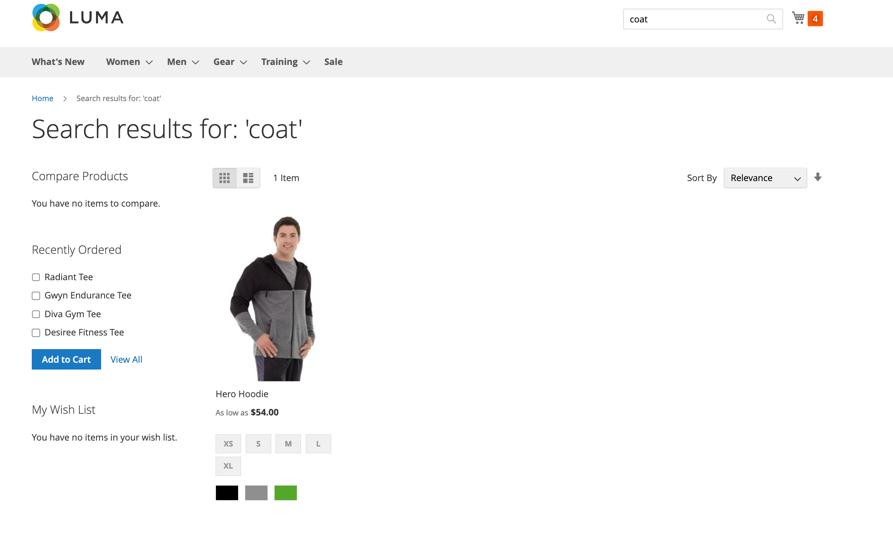 LUMA
coat
4
What's New Women Men Gear Training Sale
Home Search results for: 'coat'
Search results for: 'coat'
Compare Products
You have no items to compare.
1 Item
Sort By Relevance
Recently Ordered
Radiant Tee
Gwyn Endurance Tee
Diva Gym Tee
Desiree Fitness Tee
Add to Cart View All
My Wish List
You have no items in your wish list.
Hero Hoodie
As low as $54.00
XS S M L
XL